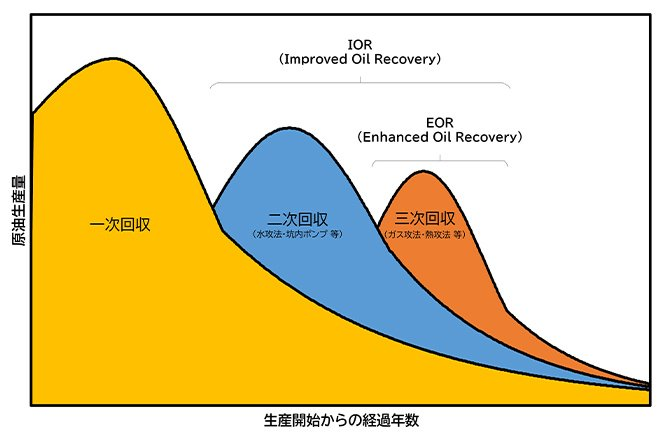 IOR
(Improved Oil Recovery)
EOR
(Enhanced Oil Recovery)
原油生産量
一次回収
二次回収
(水攻法・坑内ポンプ 等)
三次回収
(ガス攻法・熱攻法 等)
生産開始からの経過年数